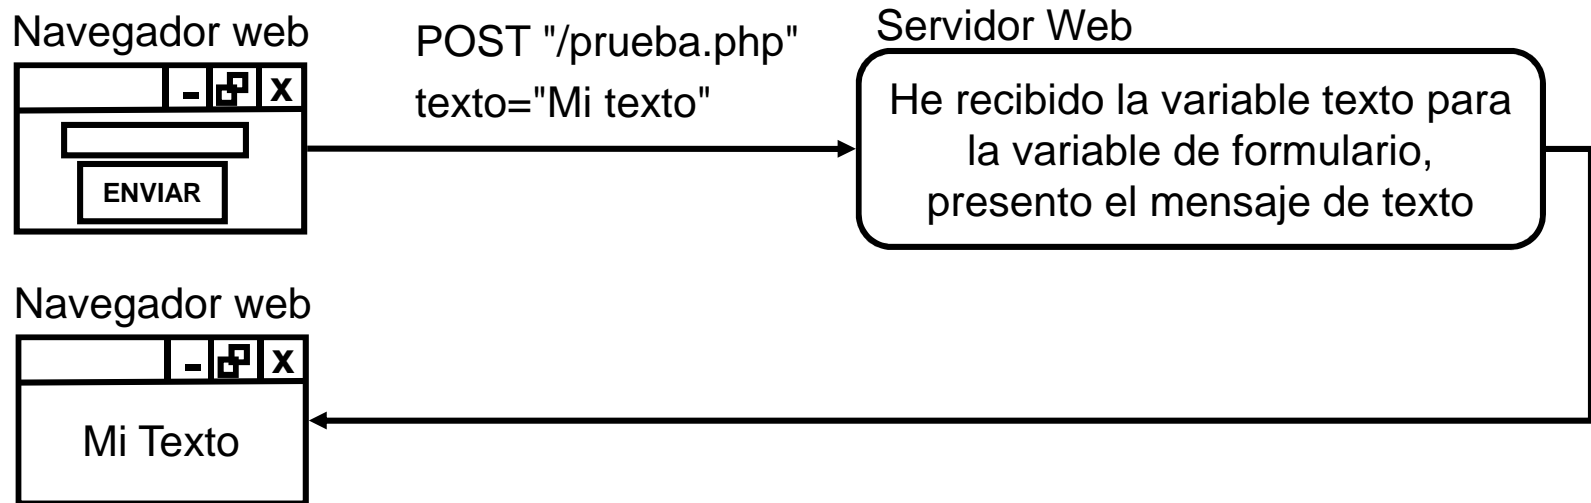 Navegador web
- X
ENVIAR
POST "/prueba.php"
texto="Mi texto"
Servidor Web
He recibido la variable texto para
la variable de formulario,
presento el mensaje de texto
Navegador web
- X
Mi Texto